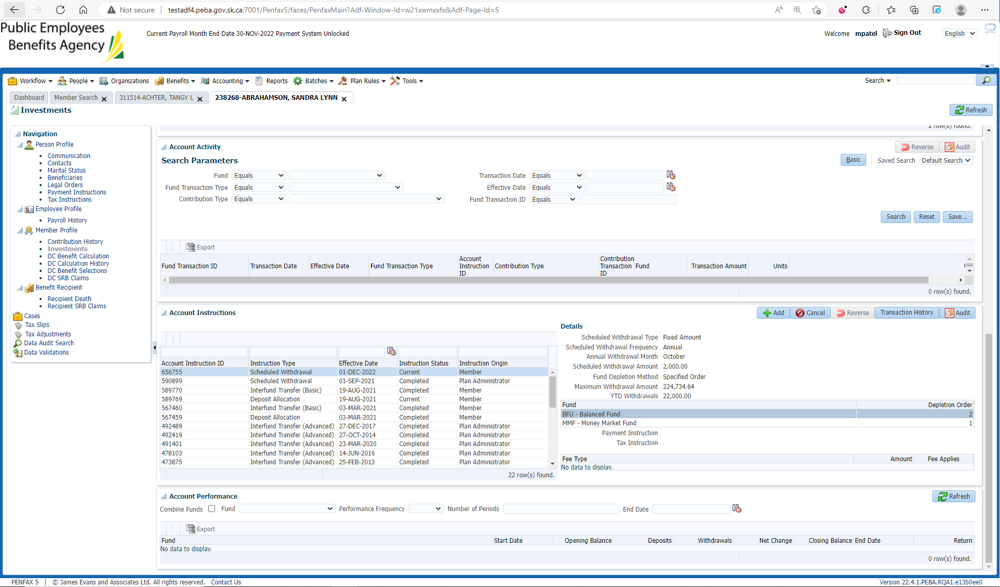 Not secure | testadf4.peba.gov.sk.ca:7001/Penfax5/faces/PenfaxMain?Adf-Window-Id=w21xwmxxfx&Adf-Page-Id=5
Public Employees
Benefits Agency
Current Payroll Month End Date 30-NOV-2022 Payment System Unlocked
Welcome mpatel Sign Out English
Workflow People Organizations Benefits Accounting Reports Batches Plan Rules Tools Search
Dashboard Member Search 311514-ACHTER, TANGY L 238268-ABRAHAMSON, SANDRA LYNN
Investments Refresh
Navigation
Person Profile
Communication
Contacts
Marital Status
Beneficiaries
Legal Orders
Payment Instructions
Tax Instructions
Employee Profile
Payroll History
Member Profile
Contribution History
Investments
DC Benefit Calculation
DC Calculation History
DC Benefit Selections
DC SRB Claims
Benefit Recipient
Recipient Death
Recipient SRB Claims
Cases
Tax Slips
Tax Adjustments
Data Audit Search
Data Validations
2 row(s) found.
Account Activity Reverse Audit
Search Parameters Basic Saved Search Default Search
Fund Equals Transaction Date Equals
Fund Transaction Type Equals Effective Date Equals
Contribution Type Equals Fund Transaction ID Equals
Search Reset Save...
Export
Fund Transaction ID Transaction Date Effective Date Fund Transaction Type Account Instruction ID Contribution Type Contribution Transaction ID Fund Transaction Amount Units
0 row(s) found.
Account Instructions Add Cancel Reverse Transaction History Audit
Account Instruction ID Instruction Type Effective Date Instruction Status Instruction Origin
656755 Scheduled Withdrawal 01-DEC-2022 Current Member
590899 Scheduled Withdrawal 01-SEP-2021 Completed Plan Administrator
589770 Interfund Transfer (Basic) 19-AUG-2021 Completed Member
589769 Deposit Allocation 19-AUG-2021 Current Member
567460 Interfund Transfer (Basic) 03-MAR-2021 Completed Member
567459 Deposit Allocation 03-MAR-2021 Completed Member
492489 Interfund Transfer (Advanced) 27-DEC-2017 Completed Plan Administrator
492419 Interfund Transfer (Advanced) 27-OCT-2014 Completed Plan Administrator
491401 Interfund Transfer (Advanced) 23-MAR-2020 Completed Plan Administrator
478103 Interfund Transfer (Advanced) 14-JUN-2016 Completed Plan Administrator
473875 Interfund Transfer (Advanced) 25-FEB-2013 Completed Plan Administrator
22 row(s) found.
Details
Scheduled Withdrawal Type Fixed Amount
Scheduled Withdrawal Frequency Annual
Annual Withdrawal Month October
Scheduled Withdrawal Amount 2,000.00
Fund Depletion Method Specified Order
Maximum Withdrawal Amount 224,734.64
YTD Withdrawals 22,000.00
Fund Depletion Order
BFU - Balanced Fund 2
MMF - Money Market Fund 1
Payment Instruction
Tax Instruction
Fee Type Amount Fee Applies
No data to display.
Account Performance Refresh
Combine Funds Fund Performance Frequency Number of Periods End Date
Export
Fund Start Date Opening Balance Deposits Withdrawals Net Change Closing Balance End Date Return
No data to display.
0 row(s) found.
PENFAX 5 | © James Evans and Associates Ltd. All rights reserved. Contact Us Version 22.4.1.PEBA.RQA1.e13b0ee0